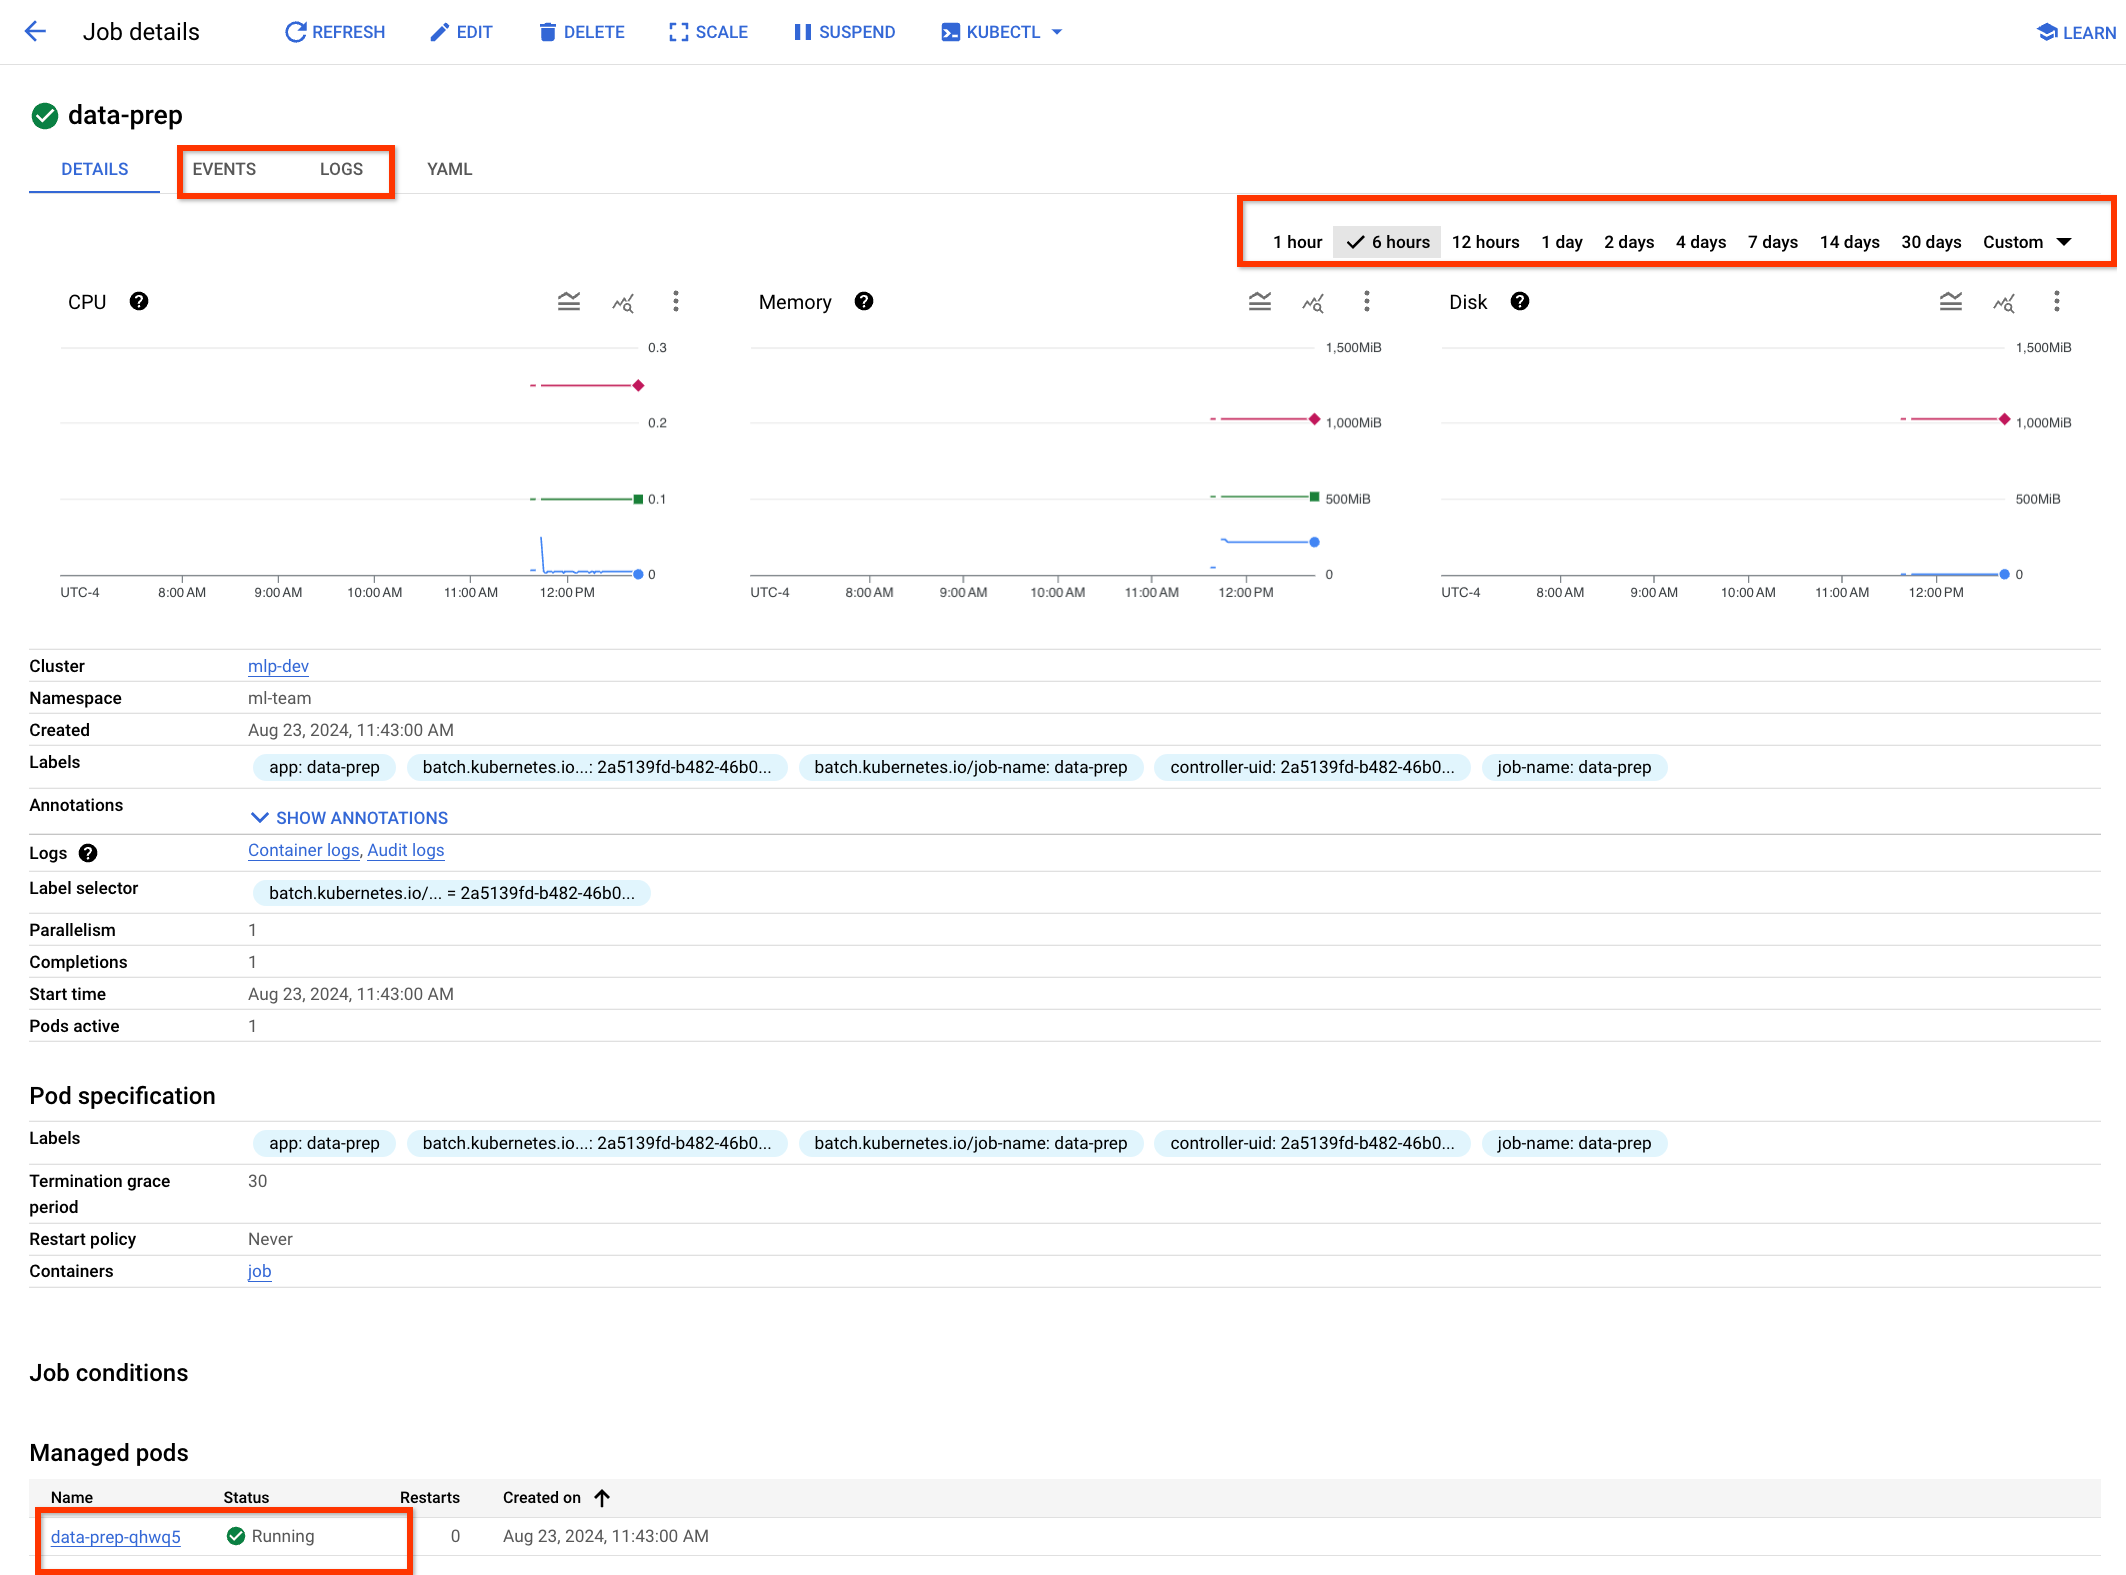 Job details REFRESH EDIT DELETE SCALE SUSPEND KUBECTL LEARN
data-prep
DETAILS EVENTS LOGS YAML
1 hour 6 hours 12 hours 1 day 2 days 4 days 7 days 14 days 30 days Custom
CPU ? Memory ? Disk ?
0.3 1,500MiB 1,500MiB
0.2 1,000MiB 1,000MiB
0.1 500MiB 500MiB
0 0 0
UTC-4 8:00 AM 9:00 AM 10:00 AM 11:00 AM 12:00 PM UTC-4 8:00 AM 9:00 AM 10:00 AM 11:00 AM 12:00 PM UTC-4 8:00 AM 9:00 AM 10:00 AM 11:00 AM 12:00 PM
Cluster mlp-dev
Namespace ml-team
Created Aug 23, 2024, 11:43:00 AM
Labels app: data-prep batch.kubernetes.io...: 2a5139fd-b482-46b0... batch.kubernetes.io/job-name: data-prep controller-uid: 2a5139fd-b482-46b0... job-name: data-prep
Annotations SHOW ANNOTATIONS
Logs ? Container logs, Audit logs
Label selector batch.kubernetes.io/... = 2a5139fd-b482-46b0...
Parallelism 1
Completions 1
Start time Aug 23, 2024, 11:43:00 AM
Pods active 1
Pod specification
Labels app: data-prep batch.kubernetes.io...: 2a5139fd-b482-46b0... batch.kubernetes.io/job-name: data-prep controller-uid: 2a5139fd-b482-46b0... job-name: data-prep
Termination grace period 30
Restart policy Never
Containers job
Job conditions
Managed pods
Name Status Restarts Created on
data-prep-qhwq5 Running 0 Aug 23, 2024, 11:43:00 AM